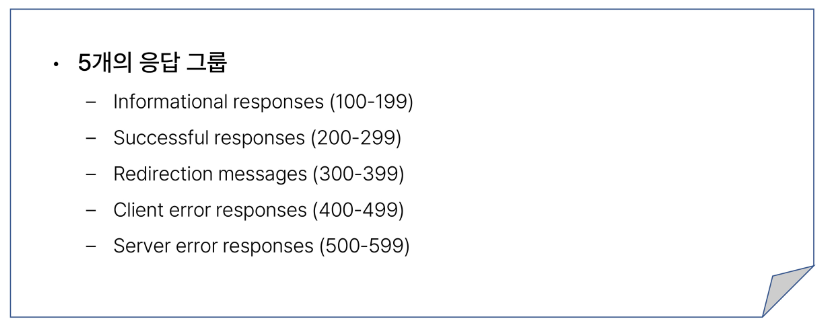 • 5개의 응답 그룹
– Informational responses (100-199)
– Successful responses (200-299)
– Redirection messages (300-399)
– Client error responses (400-499)
– Server error responses (500-599)